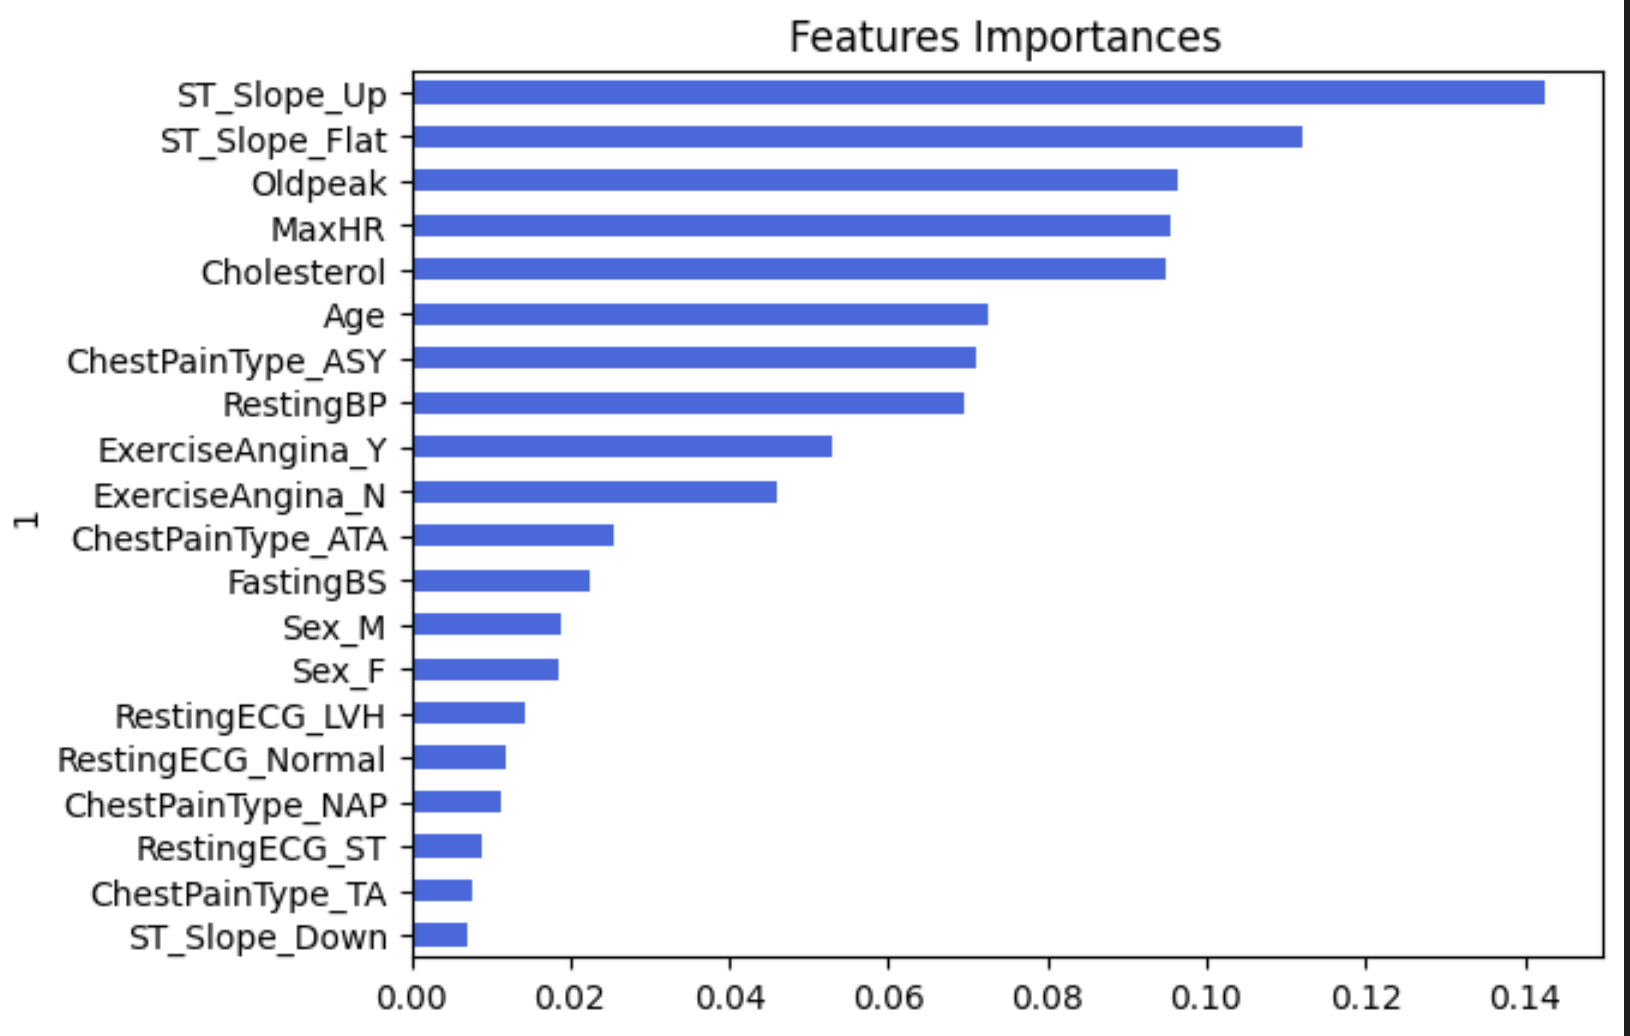 Features Importances
ST_Slope_Up
ST_Slope_Flat
Oldpeak
MaxHR
Cholesterol
Age
ChestPainType_ASY
RestingBP
ExerciseAngina_Y
ExerciseAngina_N
1
ChestPainType_ATA
FastingBS
Sex_M
Sex_F
RestingECG_LVH
RestingECG_Normal
ChestPainType_NAP
RestingECG_ST
ChestPainType_TA
ST_Slope_Down
0.00 0.02 0.04 0.06 0.08 0.10 0.12 0.14